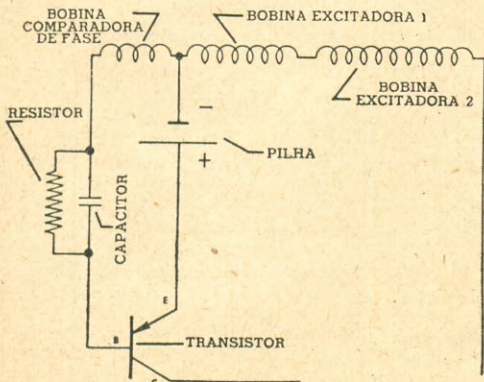 BOBINA
COMPARADORA
DE FASE
BOBINA EXCITADORA 1
BOBINA
EXCITADORA 2
RESISTOR
−
PILHA
+
CAPACITOR
E
B
TRANSISTOR
C